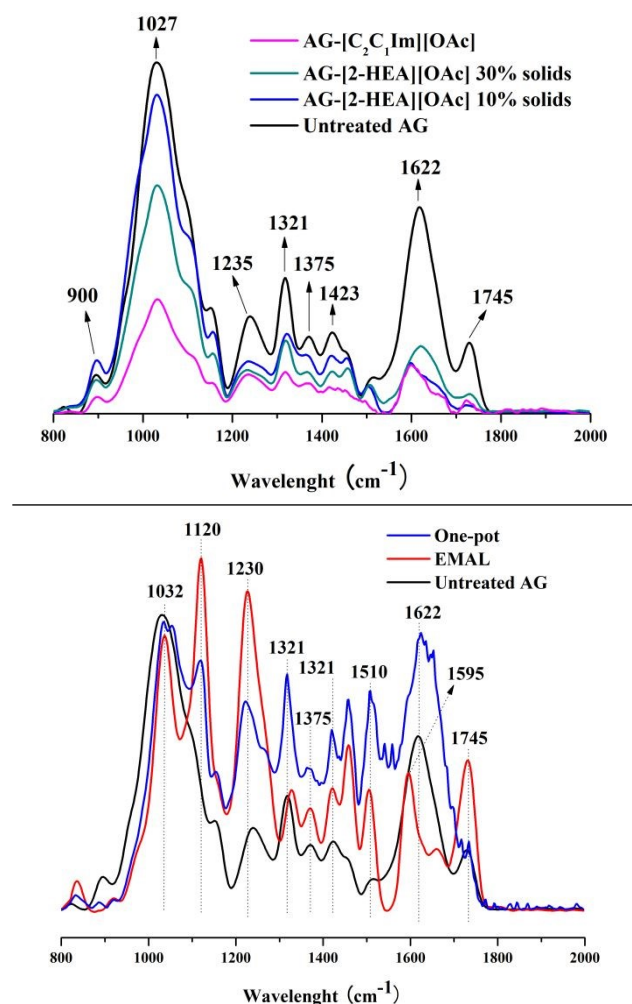 1027
AG-[C₂C₁Im][OAc]
AG-[2-HEA][OAc] 30% solids
AG-[2-HEA][OAc] 10% solids
Untreated AG
1622
1321
1235
1375
1423
1745
900
800 1000 1200 1400 1600 1800 2000
Wavelenght (cm⁻¹)
1120
One-pot
EMAL
Untreated AG
1032
1230
1622
1321
1595
1321
1510
1375
1745
800 1000 1200 1400 1600 1800 2000
Wavelenght (cm⁻¹)